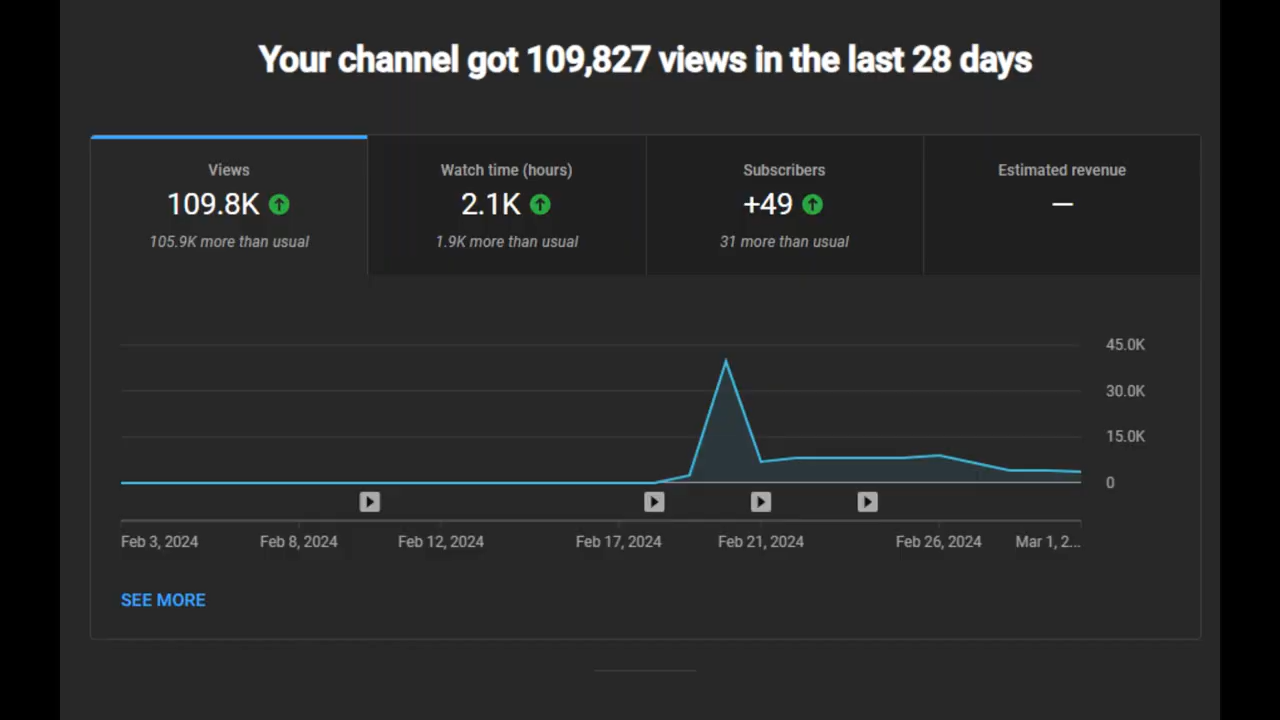 Your channel got 109,827 views in the last 28 days
Views
109.8K
105.9K more than usual
Watch time (hours)
2.1K
1.9K more than usual
Subscribers
+49
31 more than usual
Estimated revenue
—
45.0K
30.0K
15.0K
0
Feb 3, 2024
Feb 8, 2024
Feb 12, 2024
Feb 17, 2024
Feb 21, 2024
Feb 26, 2024
Mar 1, 2...
SEE MORE